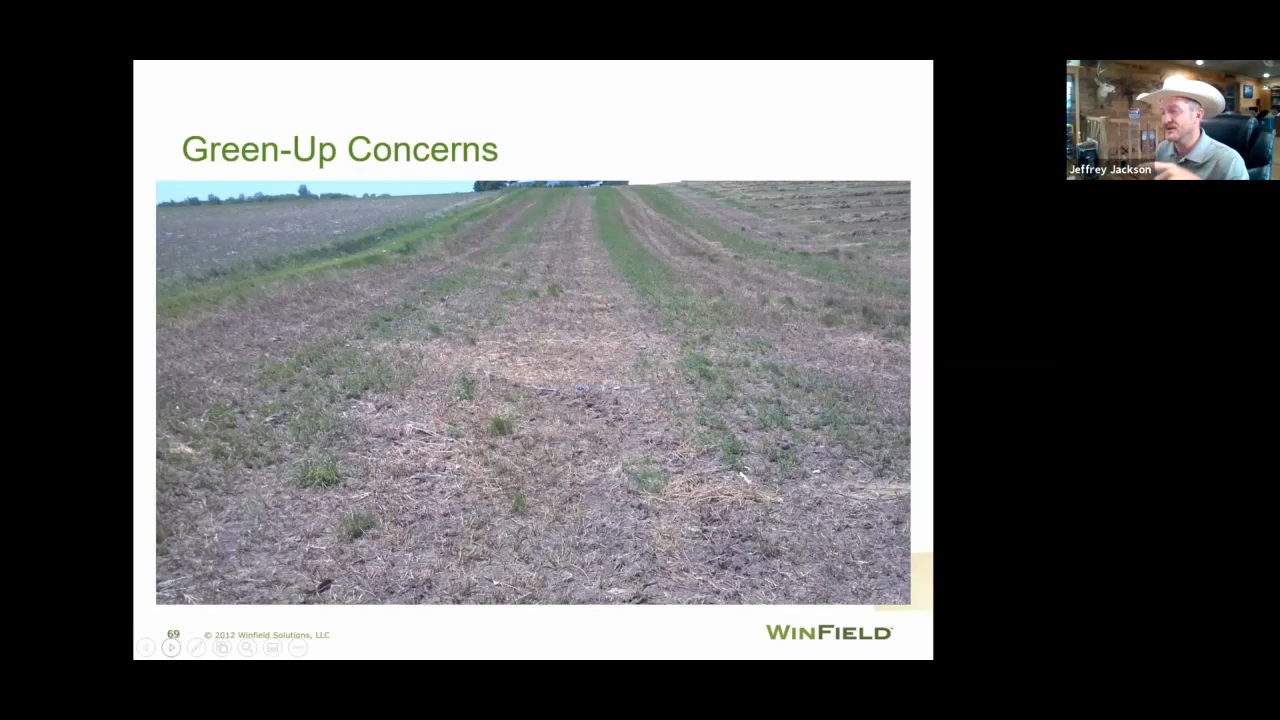 Green-Up Concerns
Jeffrey Jackson
69
© 2012 Winfield Solutions, LLC
WINFIELD